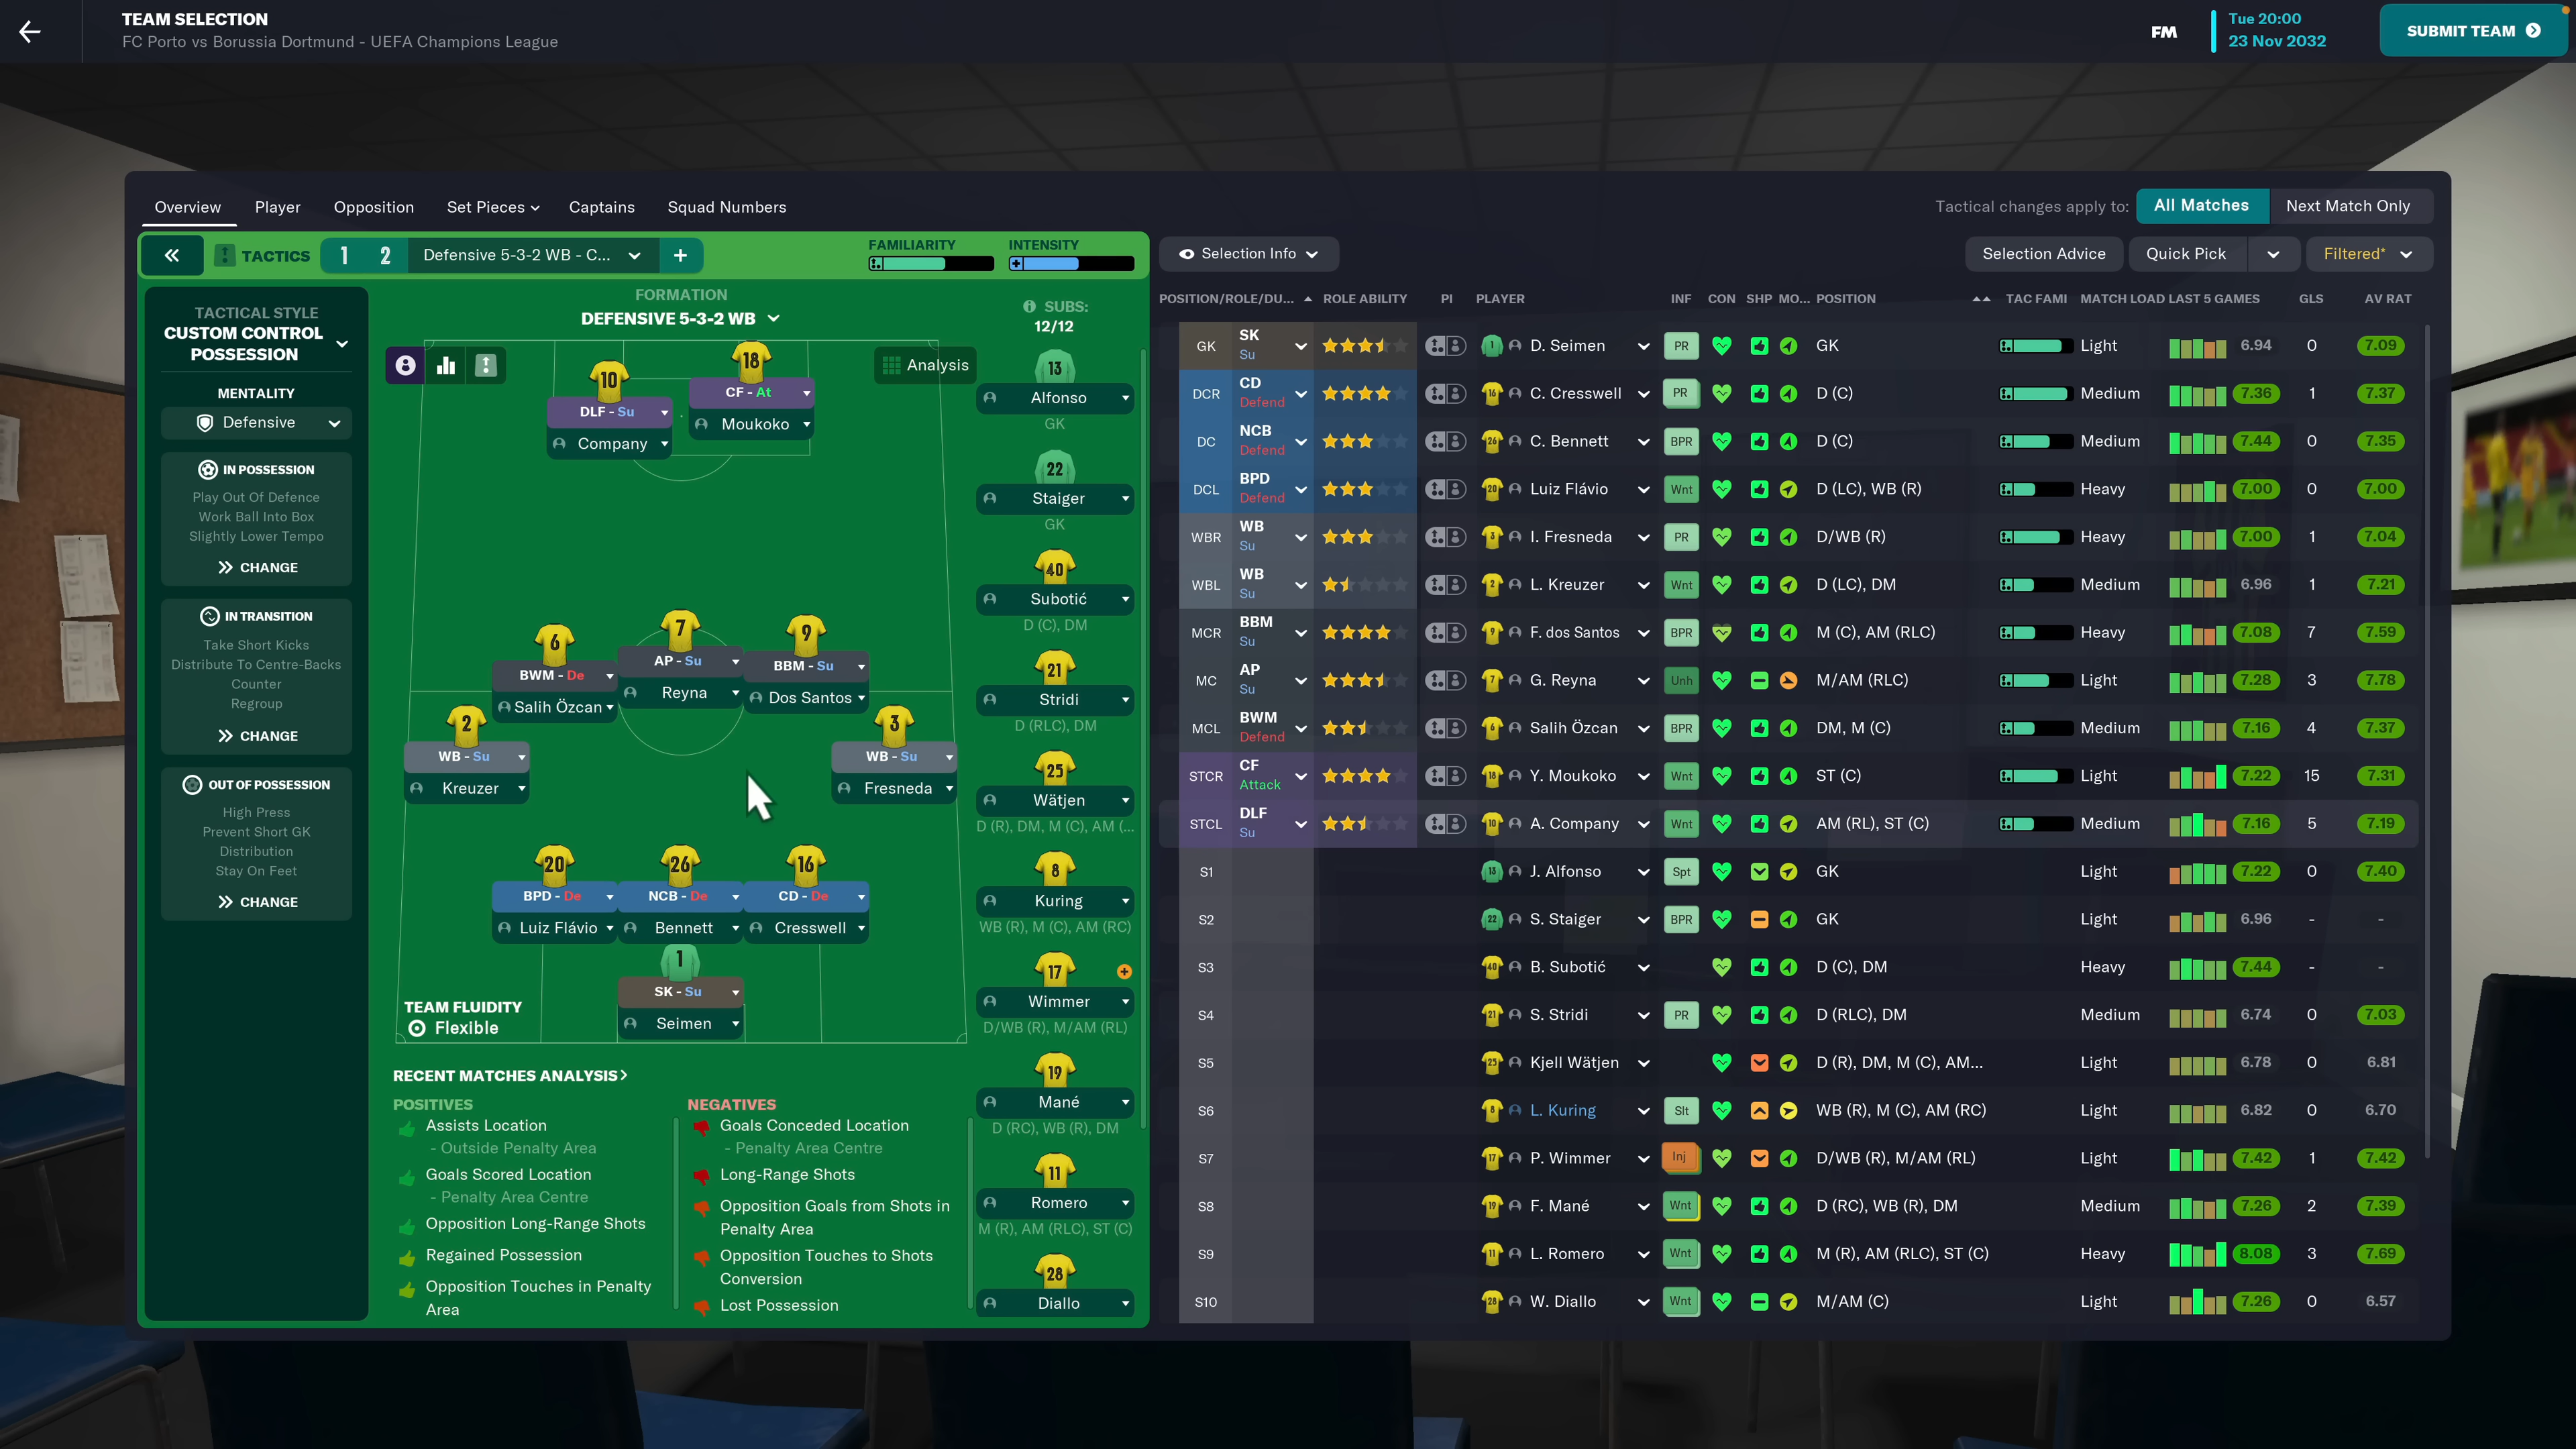 TEAM SELECTION
FC Porto vs Borussia Dortmund - UEFA Champions League
FM
Tue 20:00
23 Nov 2032
SUBMIT TEAM
Overview Player Opposition Set Pieces Captains Squad Numbers
Tactical changes apply to: All Matches Next Match Only
TACTICS 1 2 Defensive 5-3-2 WB - C... +
FAMILIARITY INTENSITY
Selection Info
Selection Advice Quick Pick Filtered*
TACTICAL STYLE
CUSTOM CONTROL
POSSESSION
MENTALITY
Defensive
IN POSSESSION
Play Out Of Defence
Work Ball Into Box
Slightly Lower Tempo
CHANGE
IN TRANSITION
Take Short Kicks
Distribute To Centre-Backs
Counter
Regroup
CHANGE
OUT OF POSSESSION
High Press
Prevent Short GK
Distribution
Stay On Feet
CHANGE
FORMATION
DEFENSIVE 5-3-2 WB
Analysis
18
CF - At
Moukoko
10
DLF - Su
Company
6
BWM - De
Salih Özcan
7
AP - Su
Reyna
9
BBM - Su
Dos Santos
2
WB - Su
Kreuzer
3
WB - Su
Fresneda
20
BPD - De
Luiz Flávio
26
NCB - De
Bennett
16
CD - De
Cresswell
1
SK - Su
Seimen
TEAM FLUIDITY
Flexible
SUBS:
12/12
13
Alfonso
GK
22
Staiger
GK
40
Subotić
D (C), DM
21
Stridi
D (RLC), DM
25
Wätjen
D (R), DM, M (C), AM (...
8
Kuring
WB (R), M (C), AM (RC)
17
Wimmer
D/WB (R), M/AM (RL)
19
Mané
D (RC), WB (R), DM
11
Romero
M (R), AM (RLC), ST (C)
28
Diallo
RECENT MATCHES ANALYSIS
POSITIVES
Assists Location
- Outside Penalty Area
Goals Scored Location
- Penalty Area Centre
Opposition Long-Range Shots
Regained Possession
Opposition Touches in Penalty
Area
NEGATIVES
Goals Conceded Location
- Penalty Area Centre
Long-Range Shots
Opposition Goals from Shots in
Penalty Area
Opposition Touches to Shots
Conversion
Lost Possession
POSITION/ROLE/DU... ROLE ABILITY PI PLAYER INF CON SHP MO... POSITION TAC FAMI MATCH LOAD LAST 5 GAMES GLS AV RAT
GK SK Su 1 D. Seimen PR GK Light 6.94 0 7.09
DCR CD Defend 16 C. Cresswell PR D (C) Medium 7.36 1 7.37
DC NCB Defend 26 C. Bennett BPR D (C) Medium 7.44 0 7.35
DCL BPD Defend 20 Luiz Flávio Wnt D (LC), WB (R) Heavy 7.00 0 7.00
WBR WB Su 3 I. Fresneda PR D/WB (R) Heavy 7.00 1 7.04
WBL WB Su 2 L. Kreuzer Wnt D (LC), DM Medium 6.96 1 7.21
MCR BBM Su 9 F. dos Santos BPR M (C), AM (RLC) Heavy 7.08 7 7.59
MC AP Su 7 G. Reyna Unh M/AM (RLC) Light 7.28 3 7.78
MCL BWM Defend 6 Salih Özcan BPR DM, M (C) Medium 7.16 4 7.37
STCR CF Attack 18 Y. Moukoko Wnt ST (C) Light 7.22 15 7.31
STCL DLF Su 10 A. Company Wnt AM (RL), ST (C) Medium 7.16 5 7.19
S1 13 J. Alfonso Spt GK Light 7.22 0 7.40
S2 22 S. Staiger BPR GK Light 6.96 - -
S3 40 B. Subotić D (C), DM Heavy 7.44 - -
S4 21 S. Stridi PR D (RLC), DM Medium 6.74 0 7.03
S5 25 Kjell Wätjen D (R), DM, M (C), AM... Light 6.78 0 6.81
S6 8 L. Kuring Slt WB (R), M (C), AM (RC) Light 6.82 0 6.70
S7 17 P. Wimmer Inj D/WB (R), M/AM (RL) Light 7.42 1 7.42
S8 19 F. Mané Wnt D (RC), WB (R), DM Medium 7.26 2 7.39
S9 11 L. Romero Wnt M (R), AM (RLC), ST (C) Heavy 8.08 3 7.69
S10 28 W. Diallo Wnt M/AM (C) Light 7.26 0 6.57